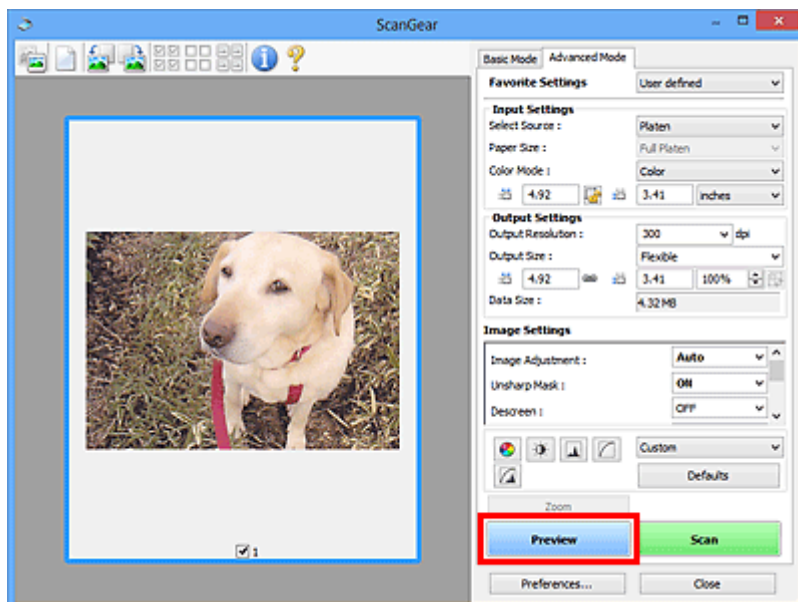 ScanGear
Basic Mode Advanced Mode
Favorite Settings User defined
Input Settings
Select Source : Platen
Paper Size : Full Platen
Color Mode : Color
4.92 3.41 inches
Output Settings
Output Resolution : 300 dpi
Output Size : Flexible
4.92 3.41 100%
Data Size : 4.32 MB
Image Settings
Image Adjustment : Auto
Unsharp Mask : ON
Descreen : OFF
Custom
Defaults
Zoom
Preview Scan
1
Preferences... Close